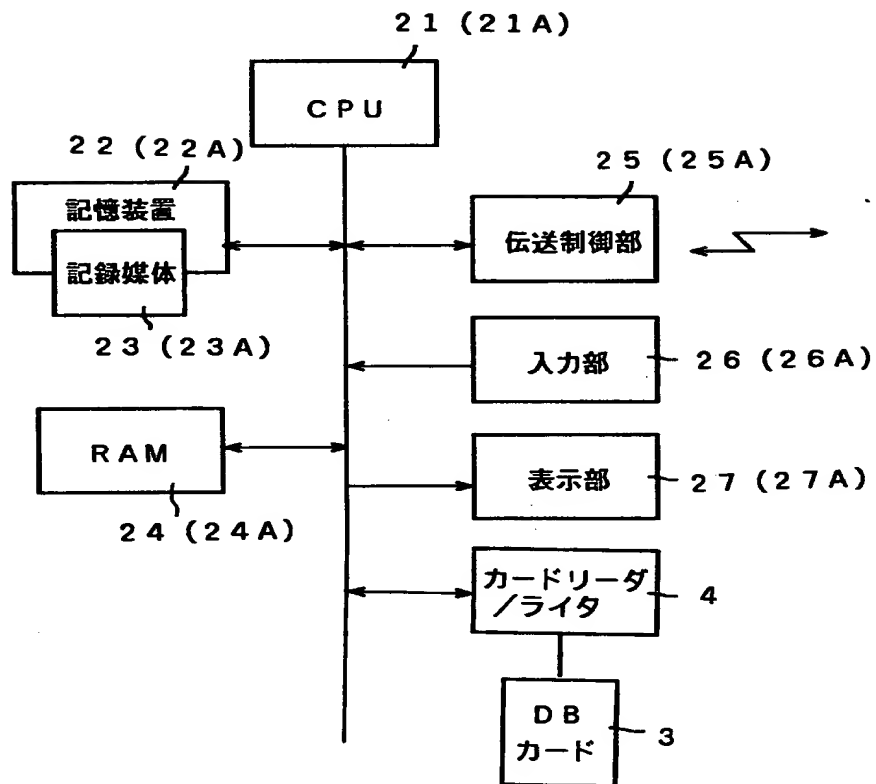 21(21A)
CPU
22(22A)
記憶装置
記録媒体
23(23A)
RAM
24(24A)
25(25A)
伝送制御部
入力部
26(26A)
表示部
27(27A)
カードリーダ
/ライタ
4
DB
カード
3